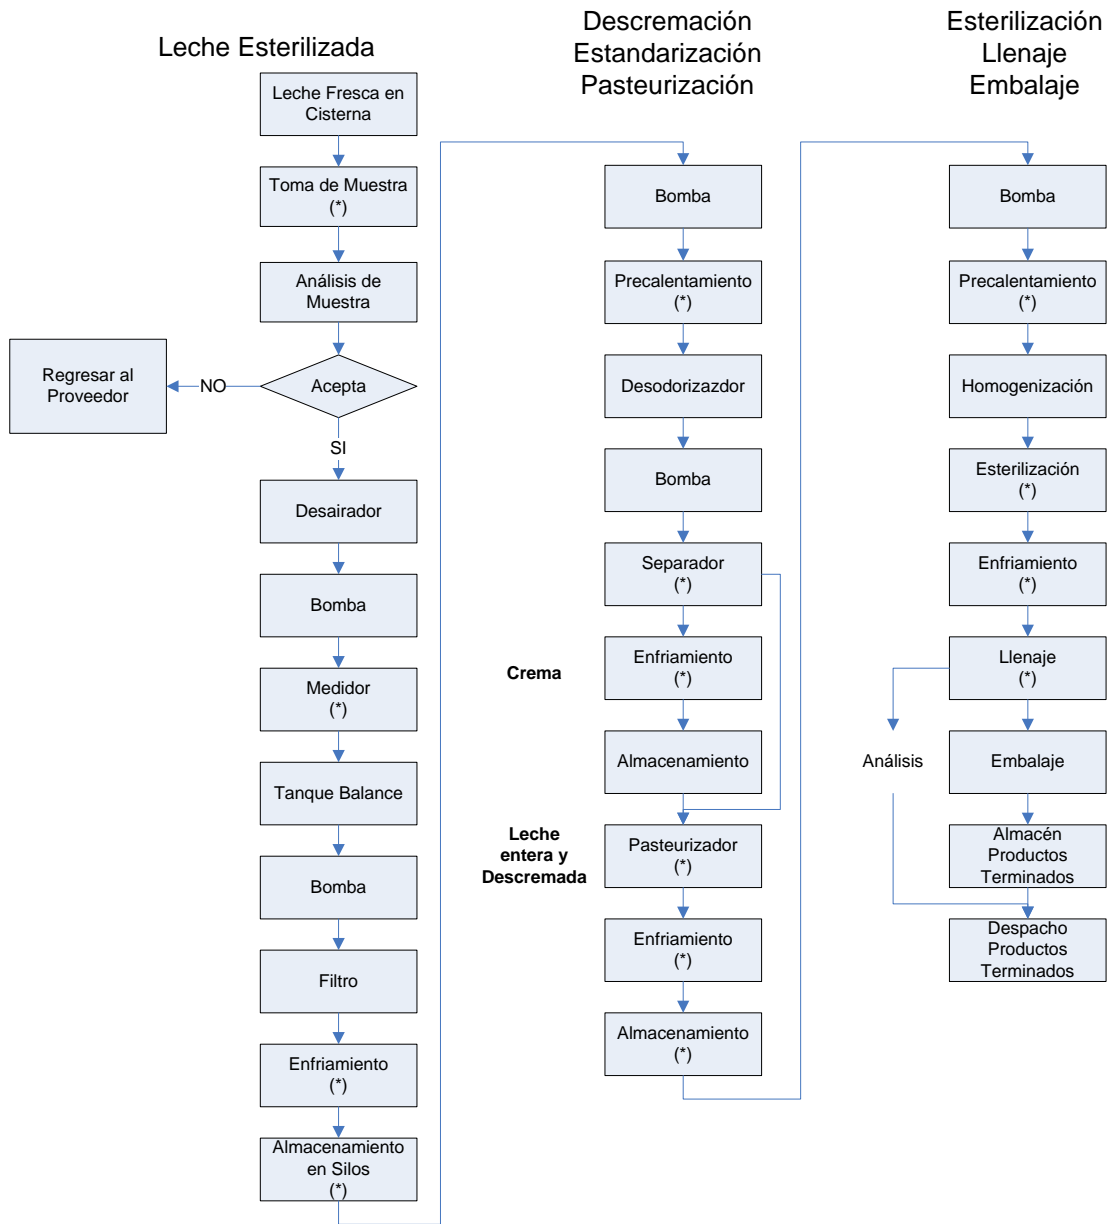 Leche Esterilizada
Leche Fresca en
Cisterna
Toma de Muestra
(*)
Análisis de
Muestra
Acepta
NO
Regresar al
Proveedor
SI
Desairador
Bomba
Medidor
(*)
Tanque Balance
Bomba
Filtro
Enfriamiento
(*)
Almacenamiento
en Silos
(*)
Descremación
Estandarización
Pasteurización
Bomba
Precalentamiento
(*)
Desodorizazdor
Bomba
Separador
(*)
Crema
Enfriamiento
(*)
Almacenamiento
Leche
entera y
Descremada
Pasteurizador
(*)
Enfriamiento
(*)
Almacenamiento
(*)
Esterilización
Llenaje
Embalaje
Bomba
Precalentamiento
(*)
Homogenización
Esterilización
(*)
Enfriamiento
(*)
Llenaje
(*)
Análisis
Embalaje
Almacén
Productos
Terminados
Despacho
Productos
Terminados